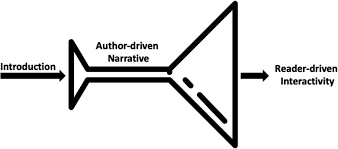 Introduction
Author-driven
Narrative
Reader-driven
Interactivity